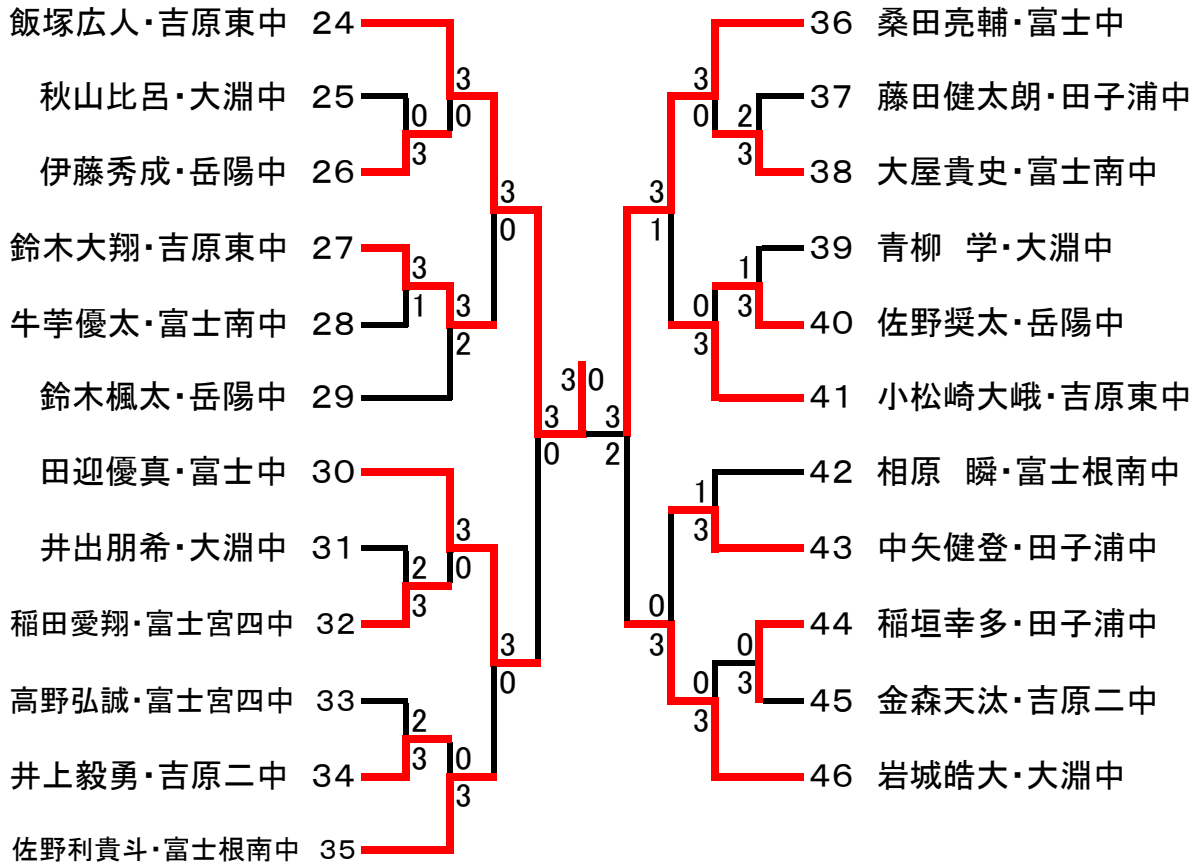 飯塚広人・吉原東中 24
秋山比呂・大淵中 25
伊藤秀成・岳陽中 26
鈴木大翔・吉原東中 27
牛荢優太・富士南中 28
鈴木楓太・岳陽中 29
田迎優真・富士中 30
井出朋希・大淵中 31
稲田愛翔・富士宮四中 32
高野弘誠・富士宮四中 33
井上毅勇・吉原二中 34
佐野利貴斗・富士根南中 35
3
0
0
3
3
0
3
1
3
2
3
0
3
0
2
3
3
0
2
3
0
3
3 0
3
2
3
1
3
0
2
3
1
3
0
3
1
3
0
3
0
3
0
3
36 桑田亮輔・富士中
37 藤田健太朗・田子浦中
38 大屋貴史・富士南中
39 青柳 学・大淵中
40 佐野奨太・岳陽中
41 小松崎大峨・吉原東中
42 相原 瞬・富士根南中
43 中矢健登・田子浦中
44 稲垣幸多・田子浦中
45 金森天汰・吉原二中
46 岩城皓大・大淵中